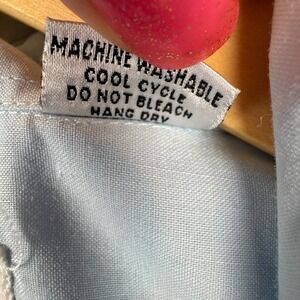 MACHINE WASHABLE
COOL CYCLE
DO NOT BLEACH
HANG DRY